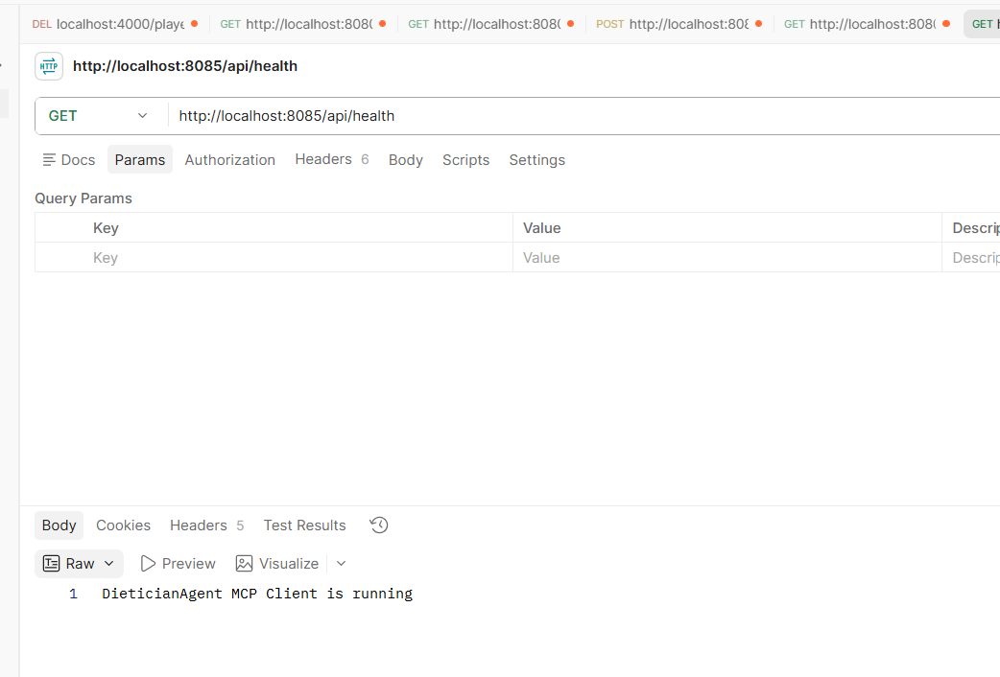 DEL localhost:4000/playe GET http://localhost:808( GET http://localhost:808( POST http://localhost:808 GET http://localhost:808( GET
HTTP http://localhost:8085/api/health
GET http://localhost:8085/api/health
Docs Params Authorization Headers 6 Body Scripts Settings
Query Params
Key Value Descrip
Key Value Descrip
Body Cookies Headers 5 Test Results
Raw Preview Visualize
1 DieticianAgent MCP Client is running